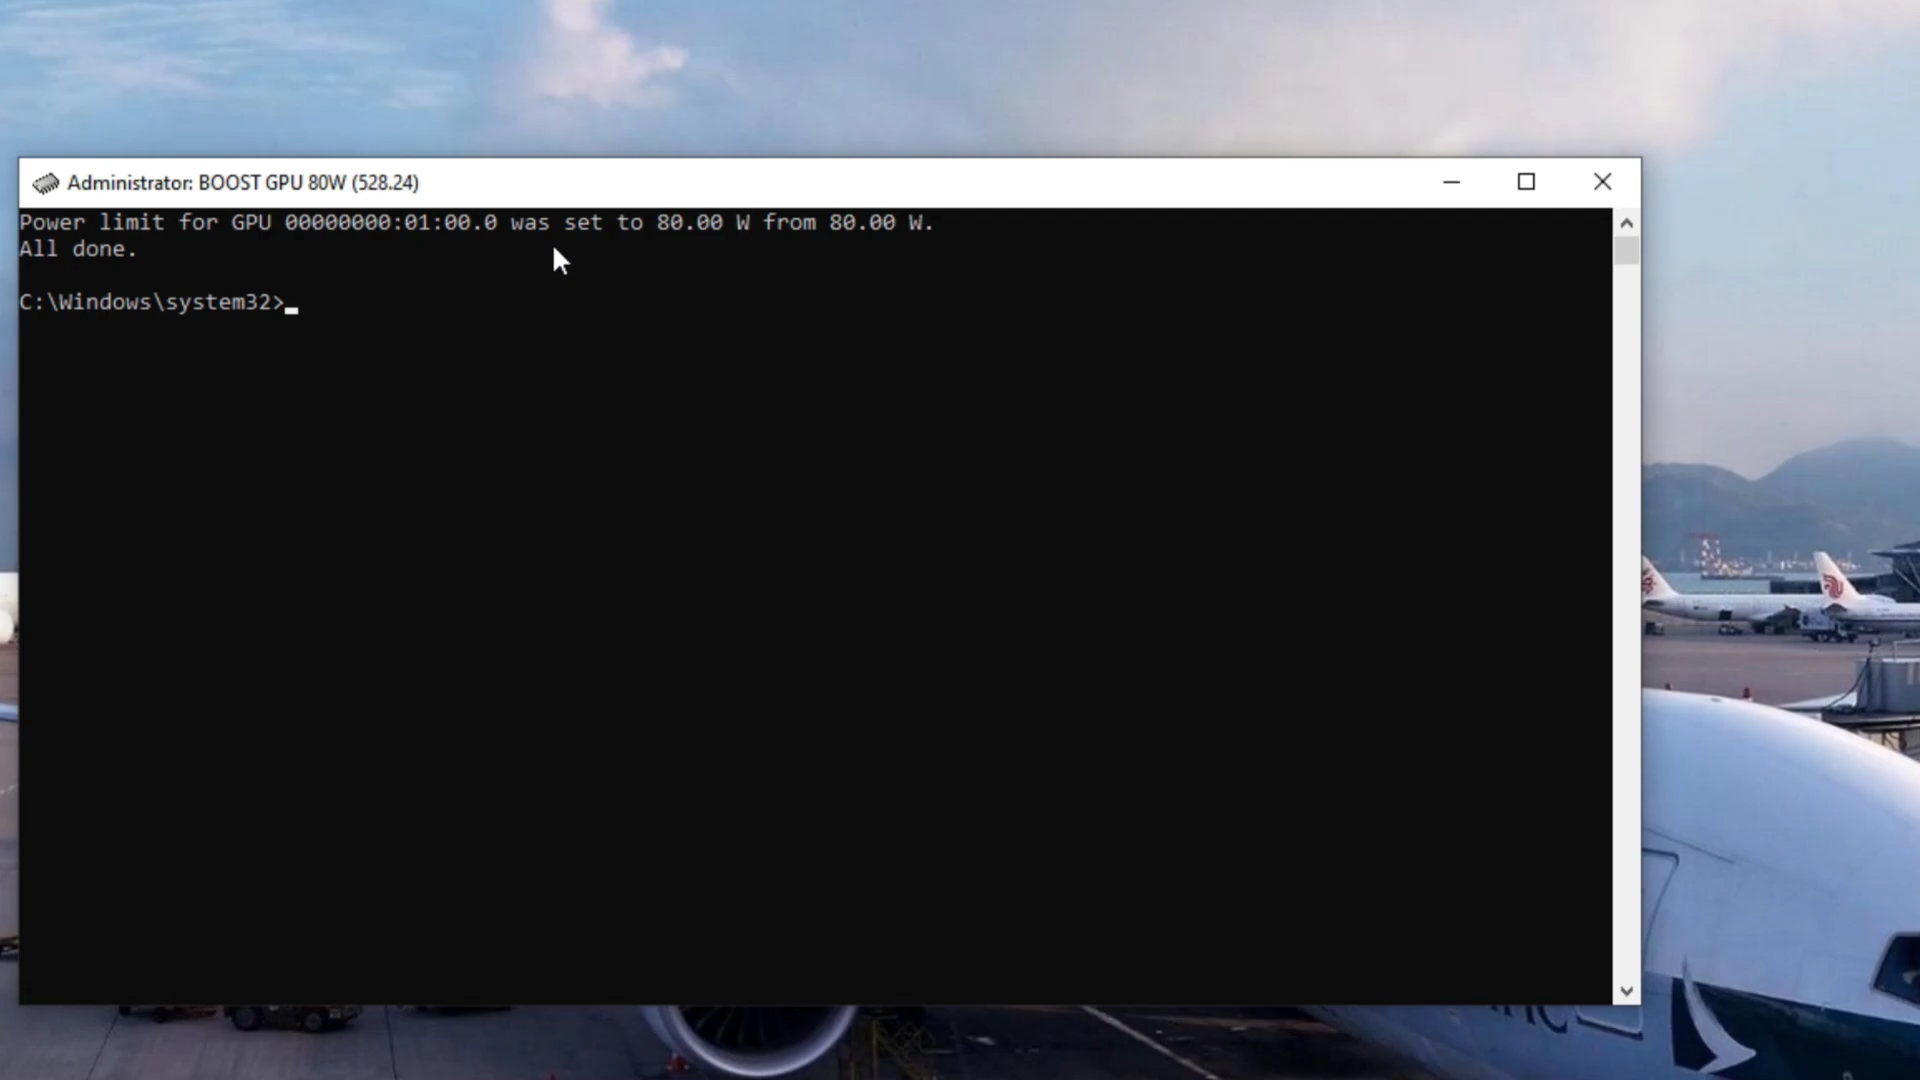 Administrator: BOOST GPU 80W (528.24)
Power limit for GPU 00000000:01:00.0 was set to 80.00 W from 80.00 W.
All done.
C:\Windows\system32>